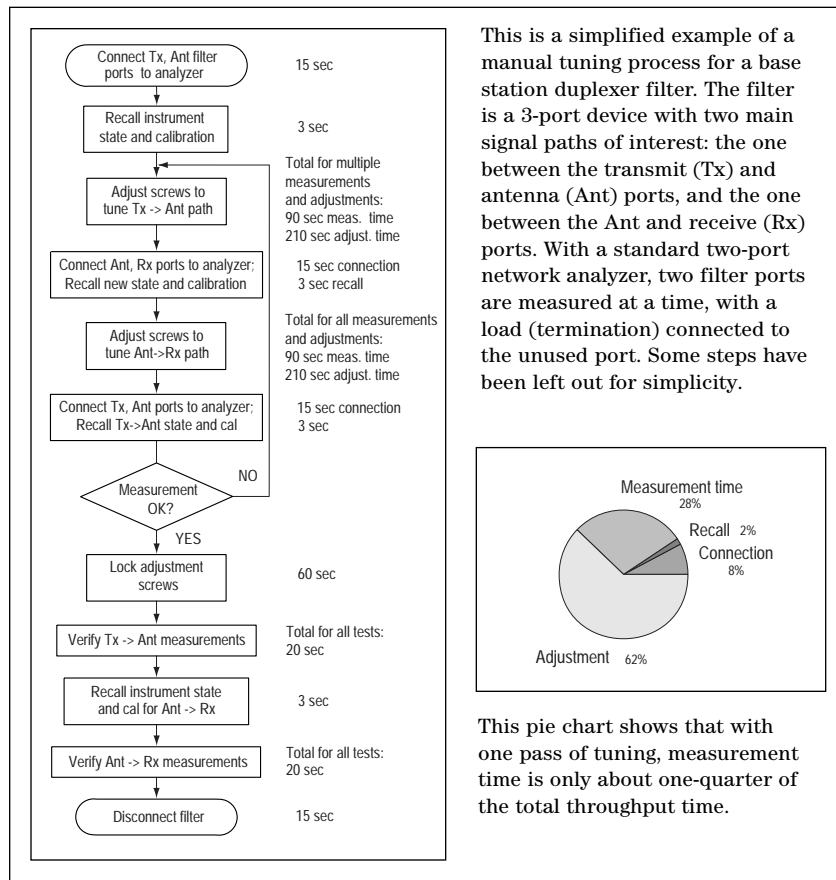 Connect Tx, Ant filter
ports to analyzer
15 sec
Recall instrument
state and calibration
3 sec
Total for multiple
measurements
and adjustments:
90 sec meas. time
210 sec adjust. time
Adjust screws to
tune Tx -> Ant path
Connect Ant, Rx ports to analyzer;
Recall new state and calibration
15 sec connection
3 sec recall
Total for all measurements
and adjustments:
90 sec meas. time
210 sec adjust. time
Adjust screws to
tune Ant->Rx path
Connect Tx, Ant ports to analyzer;
Recall Tx->Ant state and cal
15 sec connection
3 sec
Measurement
OK?
NO
YES
Lock adjustment
screws
60 sec
Verify Tx -> Ant measurements
Total for all tests:
20 sec
Recall instrument state
and cal for Ant -> Rx
3 sec
Verify Ant -> Rx measurements
Total for all tests:
20 sec
Disconnect filter
15 sec
This is a simplified example of a
manual tuning process for a base
station duplexer filter. The filter
is a 3-port device with two main
signal paths of interest: the one
between the transmit (Tx) and
antenna (Ant) ports, and the one
between the Ant and receive (Rx)
ports. With a standard two-port
network analyzer, two filter ports
are measured at a time, with a
load (termination) connected to
the unused port. Some steps have
been left out for simplicity.
Measurement time
28%
Recall 2%
Connection
8%
Adjustment 62%
This pie chart shows that with
one pass of tuning, measurement
time is only about one-quarter of
the total throughput time.